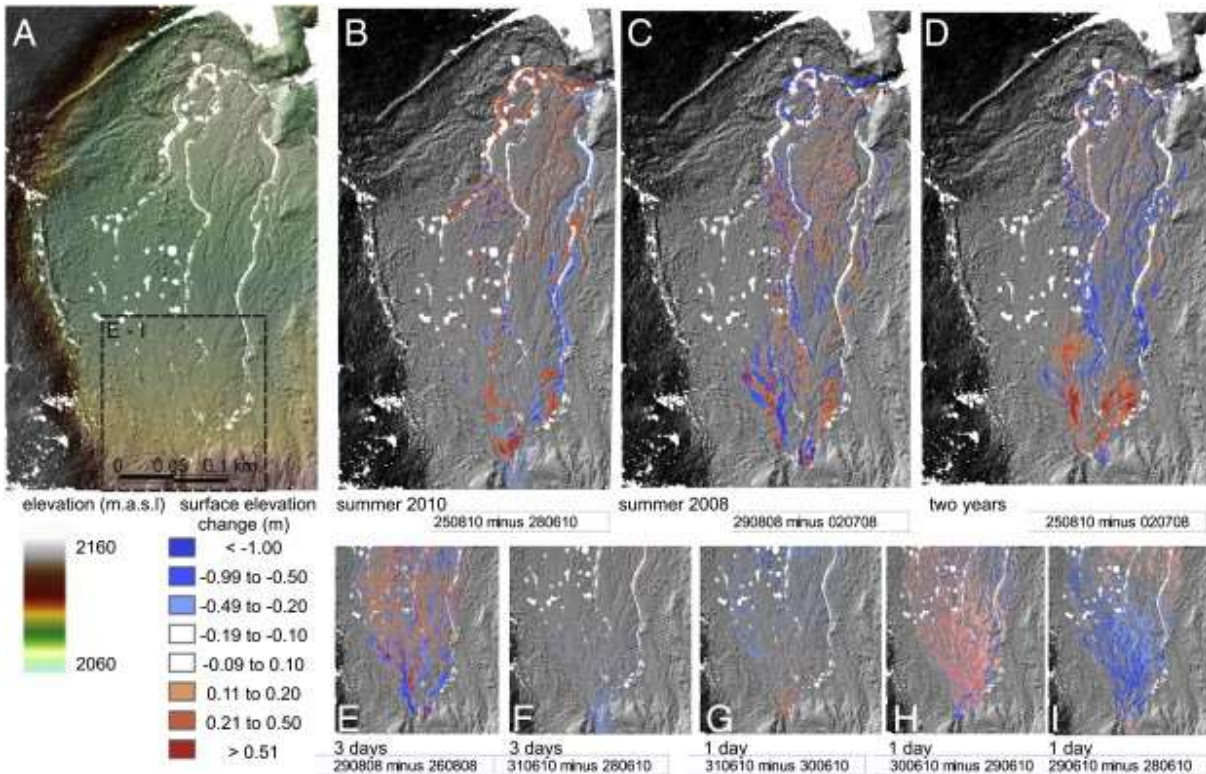 A
B
C
D
E - I
0 0.05 0.1 km
elevation (m.a.s.l)
2160
2060
surface elevation
change (m)
< -1.00
-0.99 to -0.50
-0.49 to -0.20
-0.19 to -0.10
-0.09 to 0.10
0.11 to 0.20
0.21 to 0.50
> 0.51
summer 2010
250810 minus 280610
summer 2008
290808 minus 020708
two years
250810 minus 020708
E
3 days
290808 minus 260808
F
3 days
310610 minus 280610
G
1 day
310610 minus 300610
H
1 day
300610 minus 290610
I
1 day
290610 minus 280610